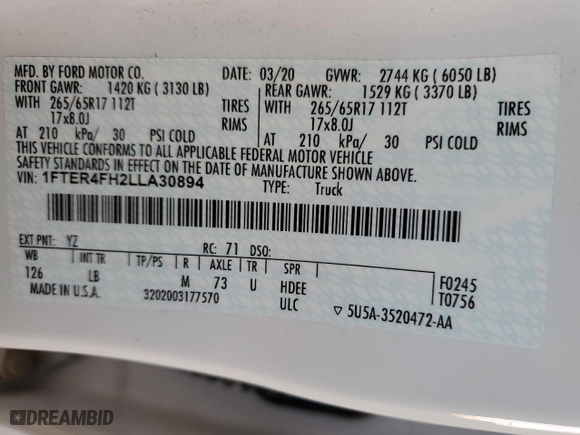 MFD. BY FORD MOTOR CO. DATE: 03/20 GVWR: 2744 KG ( 6050 LB)
FRONT GAWR: 1420 KG ( 3130 LB) REAR GAWR: 1529 KG ( 3370 LB)
WITH 265/65R17 112T TIRES WITH 265/65R17 112T TIRES
17x8.0J RIMS 17x8.0J RIMS
AT 210 kPa/ 30 PSI COLD AT 210 kPa/ 30 PSI COLD
THIS VEHICLE CONFORMS TO ALL APPLICABLE FEDERAL MOTOR VEHICLE
SAFETY STANDARDS IN EFFECT ON THE DATE OF MANUFACTURE SHOWN ABOVE.
VIN: 1FTER4FH2LLA30894 TYPE: Truck
EXT PNT: YZ RC: 71 DSO:
WB INT TR TP/PS R AXLE TR SPR
126 LB M 73 U HDEE F0245
ULC T0756
MADE IN U.S.A. 3202003177570 ▽ 5U5A-3520472-AA
DREAMBID